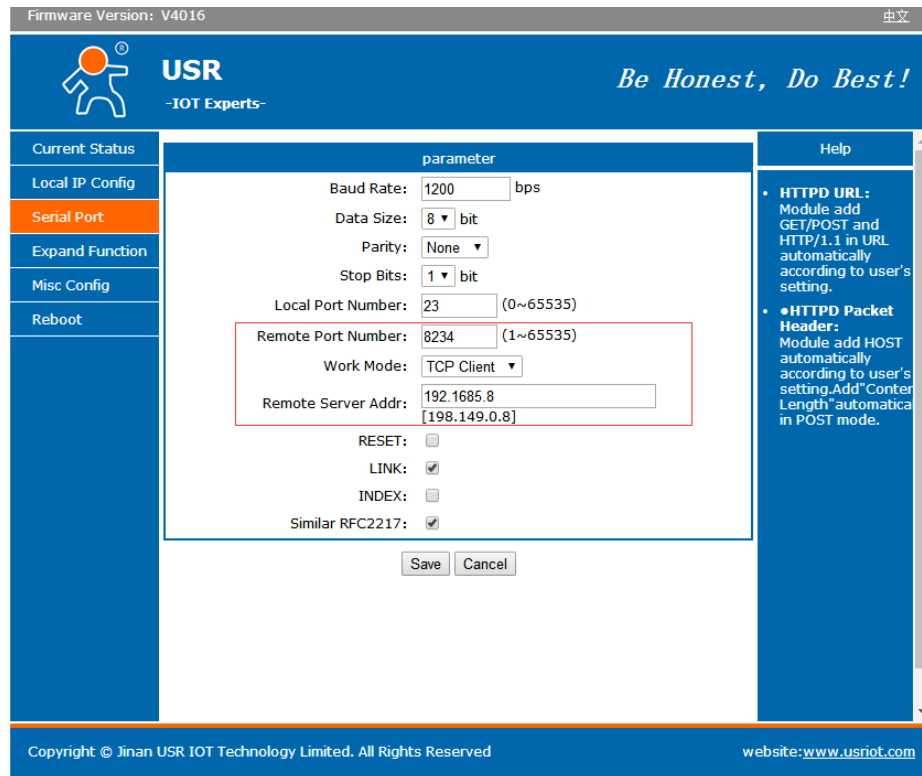 Firmware Version: V4016
中文
®
USR
-IOT Experts-
Be Honest, Do Best!
Current Status
Local IP Config
Serial Port
Expand Function
Misc Config
Reboot
parameter
Baud Rate: 1200 bps
Data Size: 8 bit
Parity: None
Stop Bits: 1 bit
Local Port Number: 23 (0~65535)
Remote Port Number: 8234 (1~65535)
Work Mode: TCP Client
Remote Server Addr: 192.1685.8
[198.149.0.8]
RESET:
LINK:
INDEX:
Similar RFC2217:
Save Cancel
Help
• HTTPD URL:
Module add
GET/POST and
HTTP/1.1 in URL
automatically
according to user's
setting.
• ●HTTPD Packet
Header:
Module add HOST
automatically
according to user's
setting.Add"Conter
Length"automatica
in POST mode.
Copyright © Jinan USR IOT Technology Limited. All Rights Reserved
website:www.usriot.com